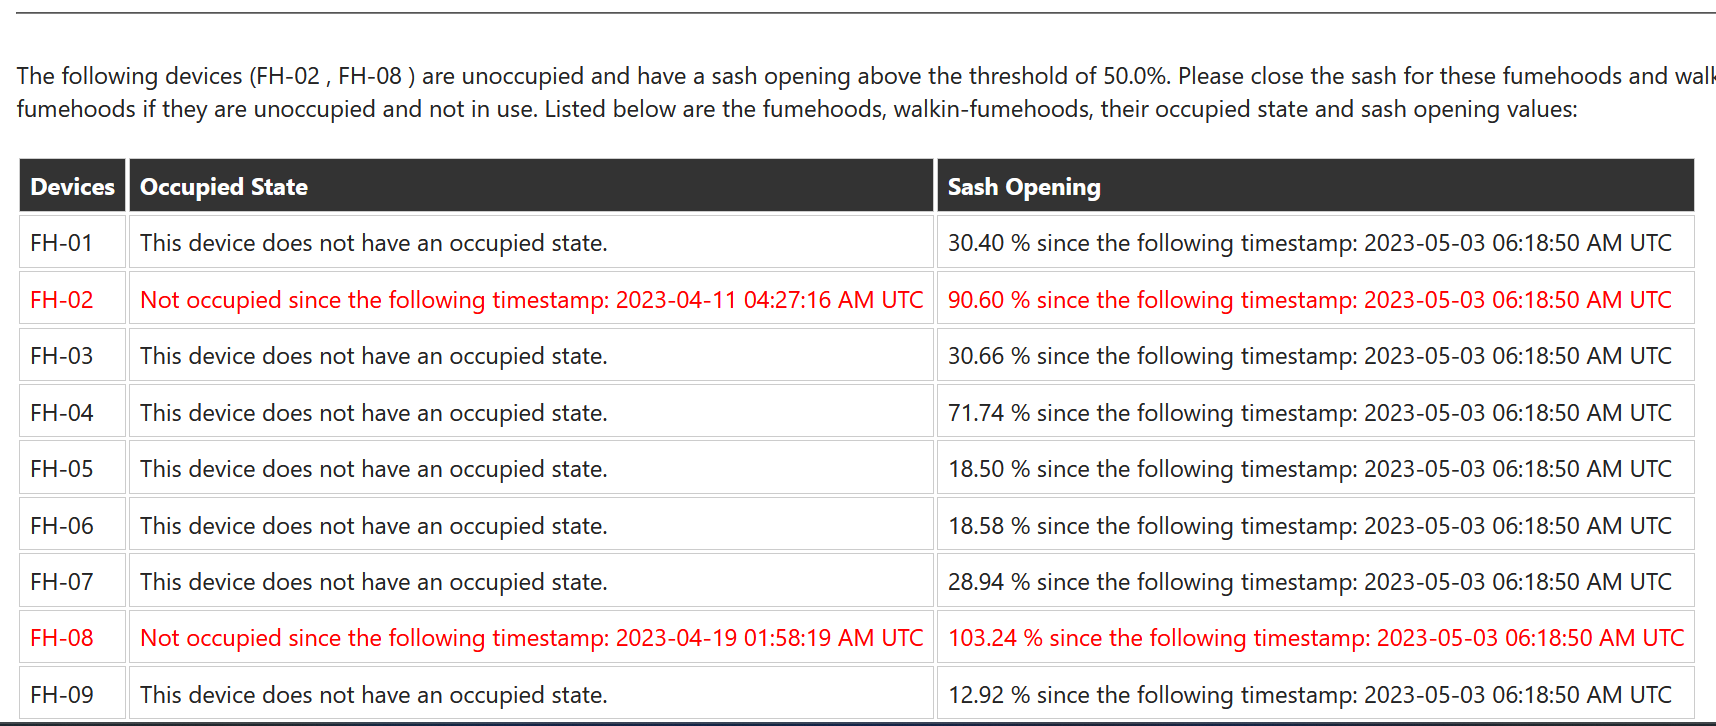 The following devices (FH-02 , FH-08 ) are unoccupied and have a sash opening above the threshold of 50.0%. Please close the sash for these fumehoods and
fumehoods if they are unoccupied and not in use. Listed below are the fumehoods, walkin-fumehoods, their occupied state and sash opening values:
Devices Occupied State Sash Opening
FH-01 This device does not have an occupied state. 30.40 % since the following timestamp: 2023-05-03 06:18:50 AM UTC
FH-02 Not occupied since the following timestamp: 2023-04-11 04:27:16 AM UTC 90.60 % since the following timestamp: 2023-05-03 06:18:50 AM UTC
FH-03 This device does not have an occupied state. 30.66 % since the following timestamp: 2023-05-03 06:18:50 AM UTC
FH-04 This device does not have an occupied state. 71.74 % since the following timestamp: 2023-05-03 06:18:50 AM UTC
FH-05 This device does not have an occupied state. 18.50 % since the following timestamp: 2023-05-03 06:18:50 AM UTC
FH-06 This device does not have an occupied state. 18.58 % since the following timestamp: 2023-05-03 06:18:50 AM UTC
FH-07 This device does not have an occupied state. 28.94 % since the following timestamp: 2023-05-03 06:18:50 AM UTC
FH-08 Not occupied since the following timestamp: 2023-04-19 01:58:19 AM UTC 103.24 % since the following timestamp: 2023-05-03 06:18:50 AM UTC
FH-09 This device does not have an occupied state. 12.92 % since the following timestamp: 2023-05-03 06:18:50 AM UTC